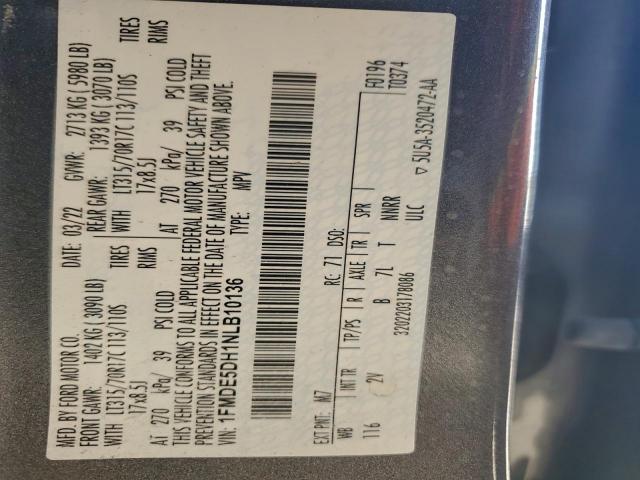 MFD. BY FORD MOTOR CO.
DATE: 03/22 GVWR: 2713 KG ( 5980 LB)
FRONT GAWR: 1402 KG ( 3090 LB) REAR GAWR: 1393 KG ( 3070 LB)
WITH LT315/70R17C 113/110S TIRES WITH LT315/70R17C 113/110S TIRES
17x8.5J RIMS 17x8.5J RIMS
AT 270 kPa/ 39 PSI COLD AT 270 kPa/ 39 PSI COLD
THIS VEHICLE CONFORMS TO ALL APPLICABLE FEDERAL MOTOR VEHICLE SAFETY AND THEFT
PREVENTION STANDARDS IN EFFECT ON THE DATE OF MANUFACTURE SHOWN ABOVE.
VIN: 1FMDE5DH1NLB10136 TYPE: MPV
EXT PNT: M7 RC: 71 DSO: F0196
WB INT TR TP/PS R AXLE TR SPR T0374
116 2V B 7L T NNKRR
3202203178086 ULC ▽ 5U5A-3520472-AA